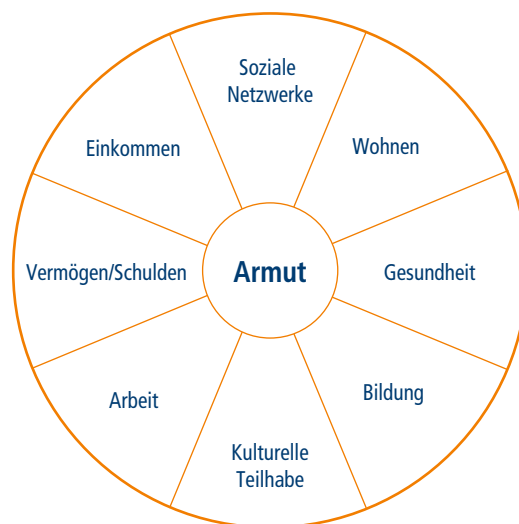 Soziale
Netzwerke
Einkommen
Wohnen
Vermögen/Schulden
Armut
Gesundheit
Arbeit
Bildung
Kulturelle
Teilhabe